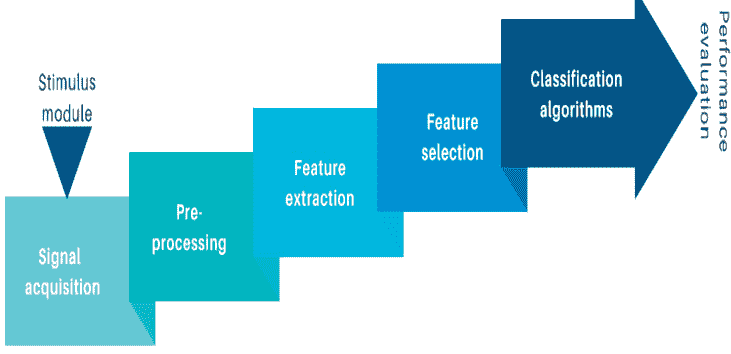 Stimulus
module
Signal
acquisition
Pre-
processing
Feature
extraction
Feature
selection
Classification
algorithms
Performance
evaluation